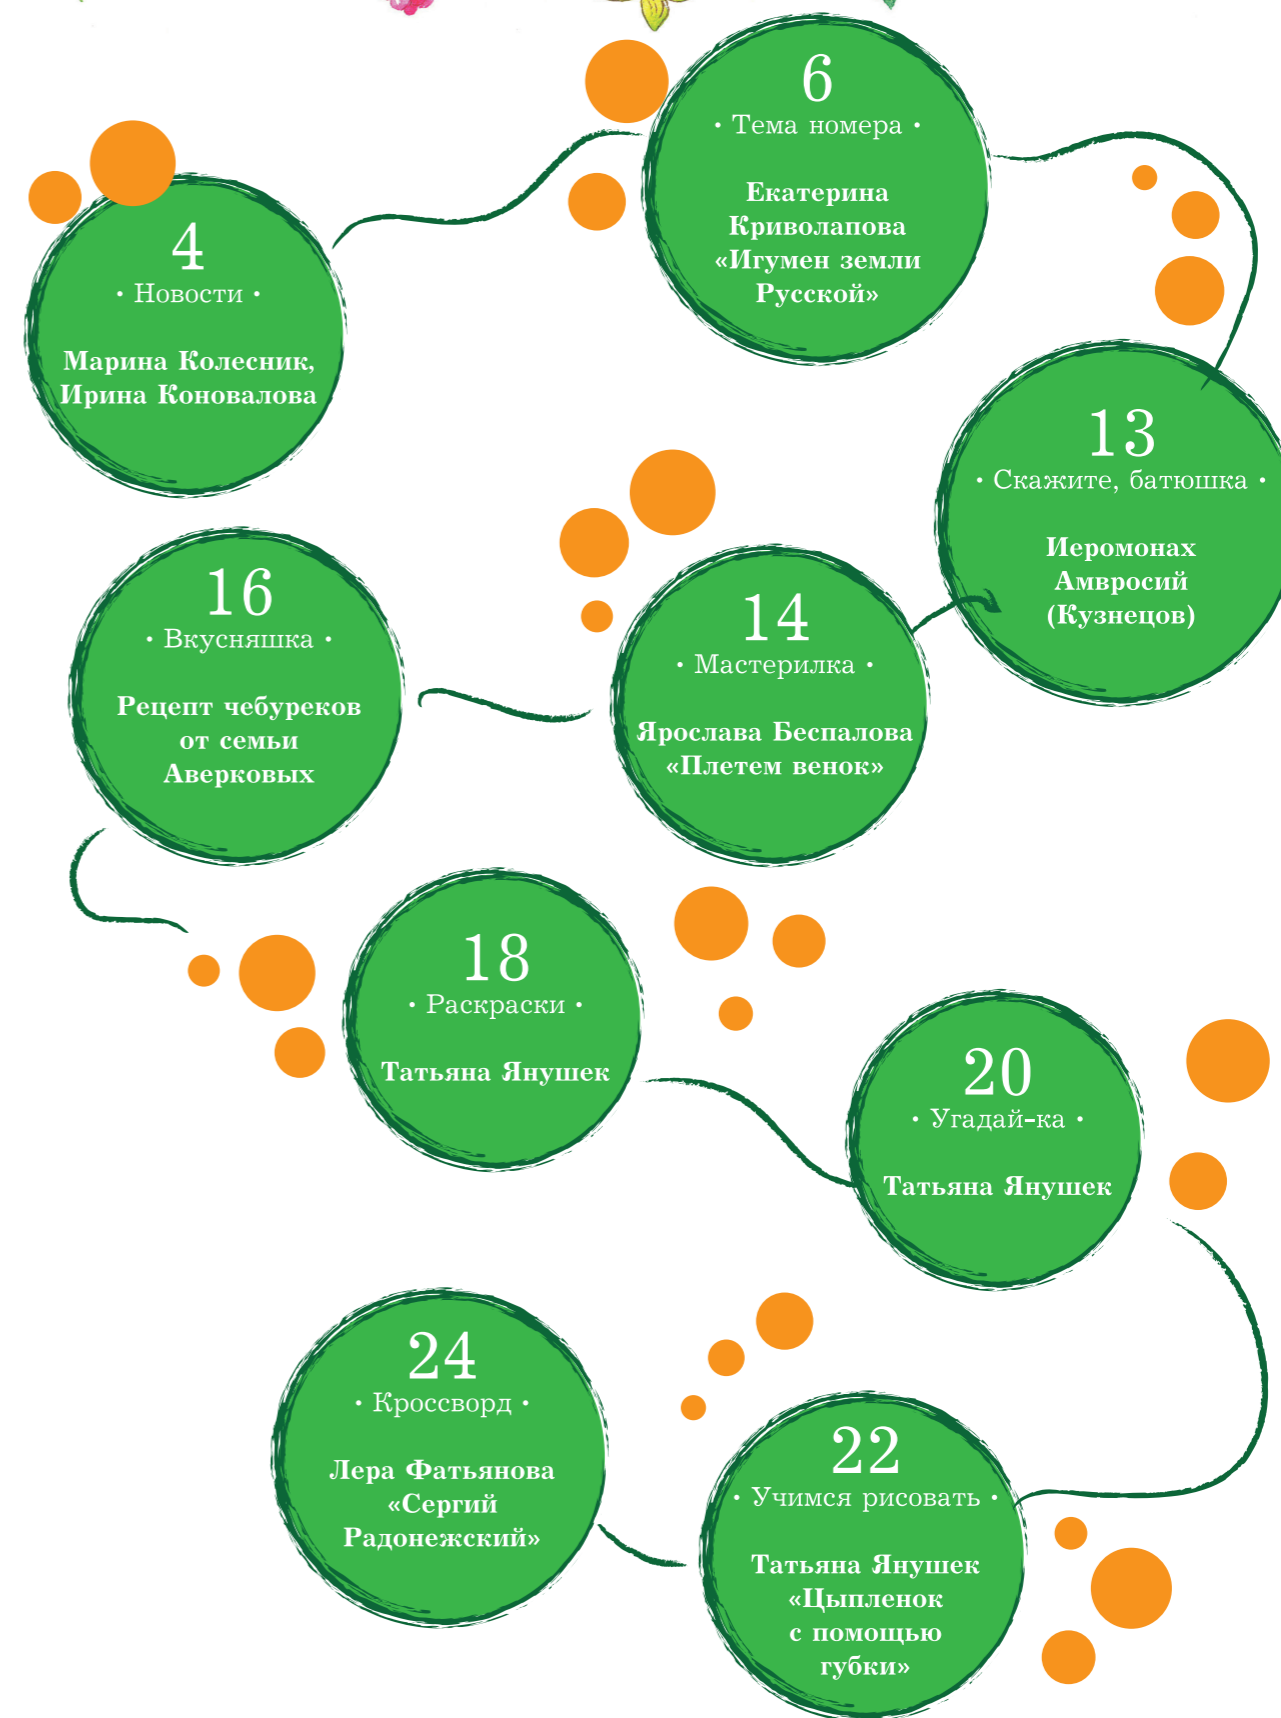 4
• Новости •
Марина Колесник,
Ирина Коновалова
6
• Тема номера •
Екатерина
Криволапова
«Игумен земли
Русской»
13
• Скажите, батюшка •
Иеромонах
Амвросий
(Кузнецов)
14
• Мастерилка •
Ярослава Беспалова
«Плетем венок»
16
• Вкусняшка •
Рецепт чебуреков
от семьи
Аверковых
18
• Раскраски •
Татьяна Янушек
20
• Угадай-ка •
Татьяна Янушек
22
• Учимся рисовать •
Татьяна Янушек
«Цыпленок
с помощью
губки»
24
• Кроссворд •
Лера Фатьянова
«Сергий
Радонежский»